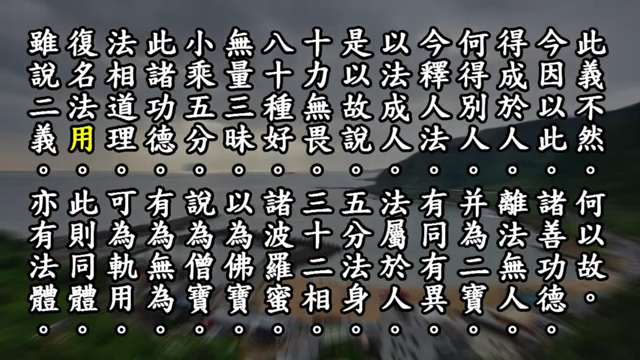 此義不然。何以故。
今因以此。諸善功德。
得成於人。離法無人。
何得別人。并為二寶。
今釋人法。有同有異。
以法成人。法屬於人。
是以故說。五分法身。
十力無畏。三十二相。
八十種好。諸波羅蜜。
無量三昧。以為佛寶。
小乘五分。說為僧寶。
此諸功德。有為無為。
法相道理。可為軌用。
復名法用。此則同體。
雖說二義。亦有法體。